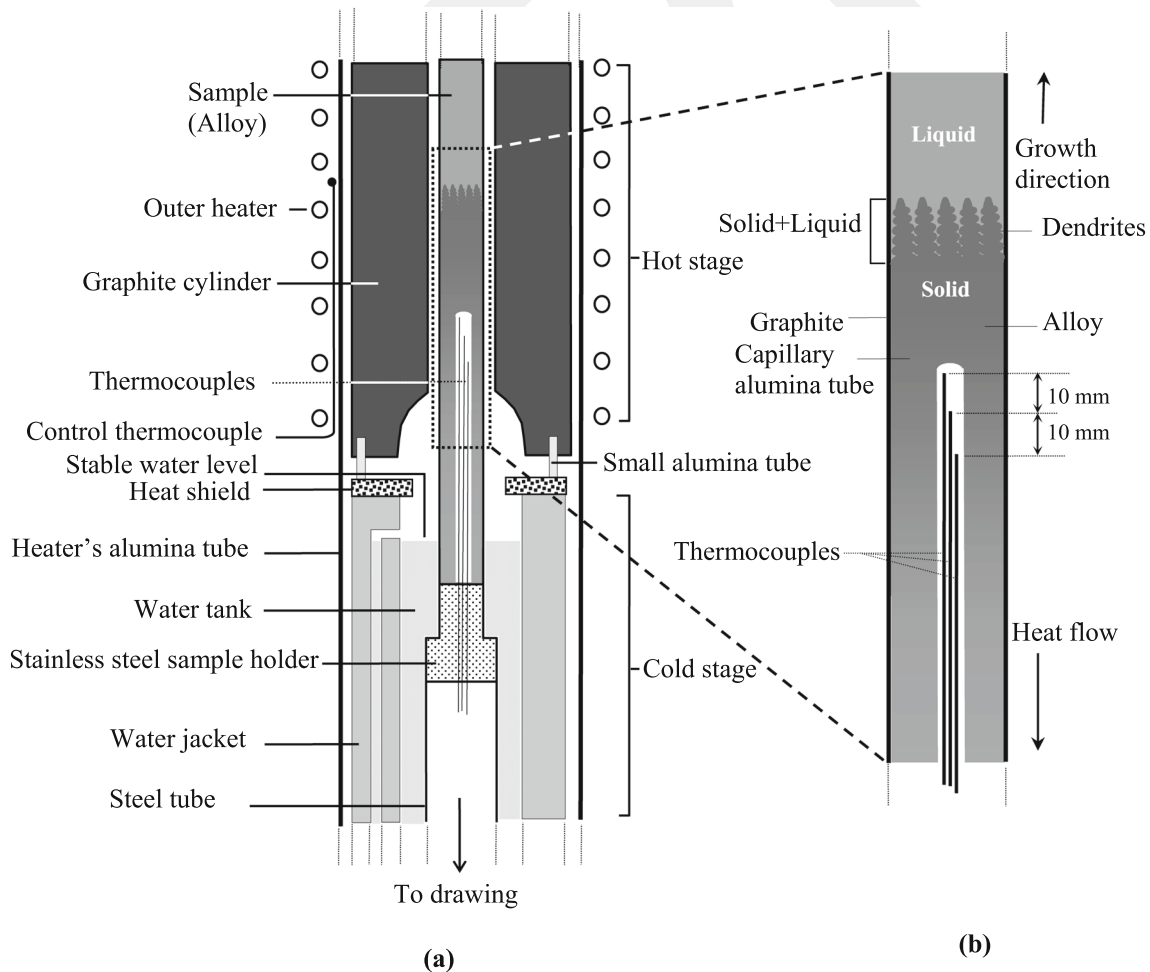 Sample
(Alloy)
Outer heater
Graphite cylinder
Thermocouples
Control thermocouple
Stable water level
Heat shield
Heater's alumina tube
Water tank
Stainless steel sample holder
Water jacket
Steel tube
Hot stage
Small alumina tube
Cold stage
To drawing
(a)
Liquid
Growth
direction
Solid+Liquid
Dendrites
Solid
Graphite
Alloy
Capillary
alumina tube
10 mm
10 mm
Thermocouples
Heat flow
(b)